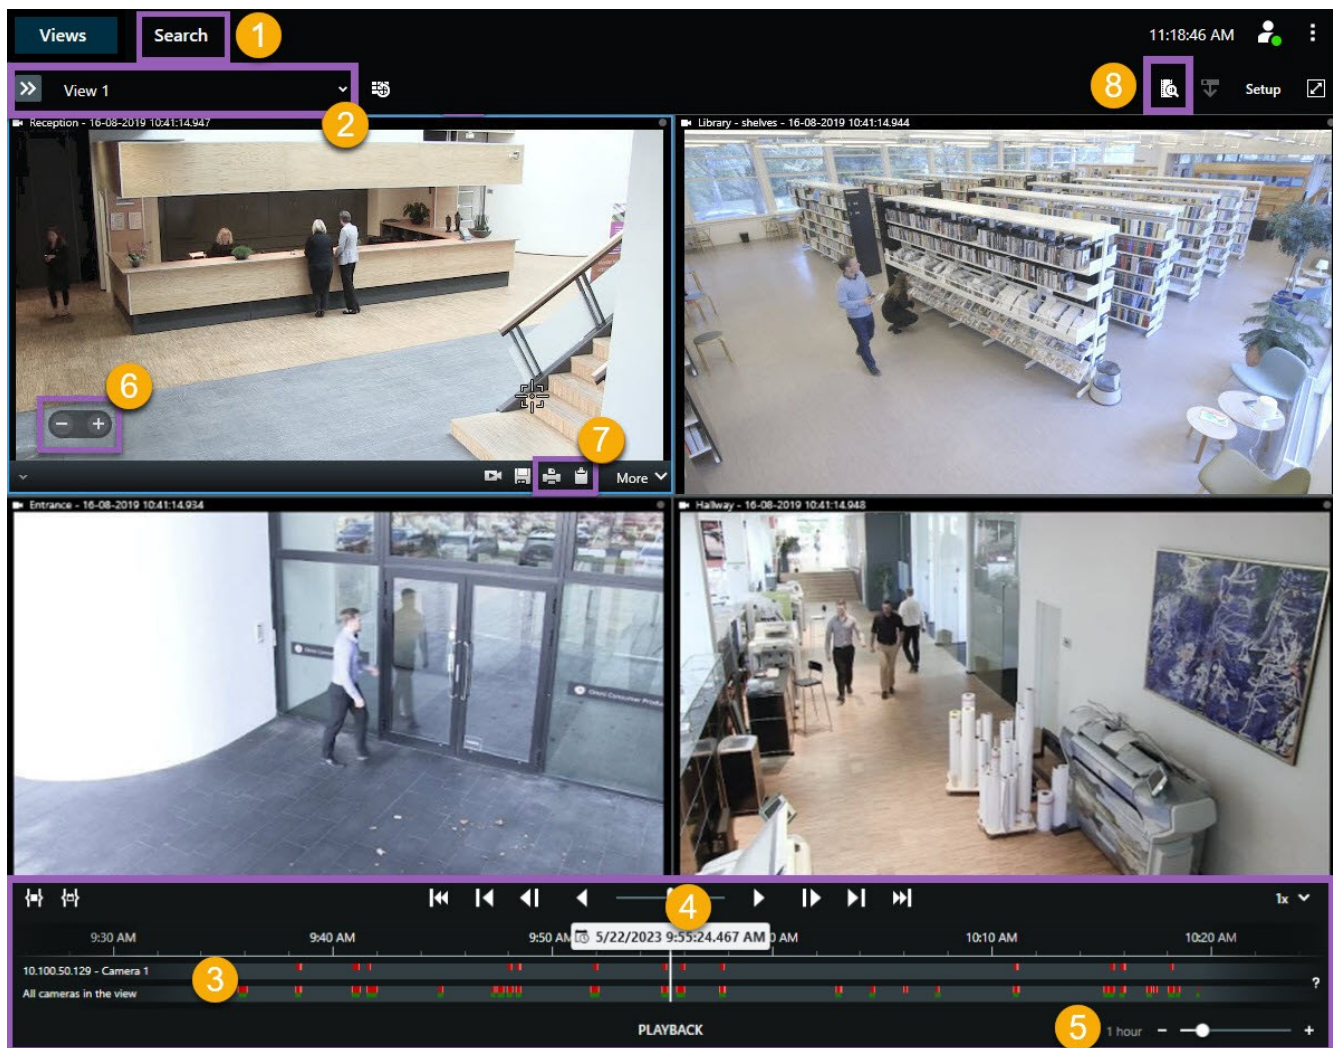 Views Search 1 11:18:46 AM
View 1 2 8 Setup
Reception - 16-08-2019 10:41:14.947
Library - shelves - 16-08-2019 10:41:14.944
6
7
More
Entrance - 16-08-2019 10:41:14.934
Hallway - 16-08-2019 10:41:14.948
4 1x
9:30 AM 9:40 AM 9:50 AM 5/22/2023 9:55:24.467 AM 0 AM 10:10 AM 10:20 AM
10.100.50.129 - Camera 1
3
All cameras in the view ?
PLAYBACK 5 1 hour - +